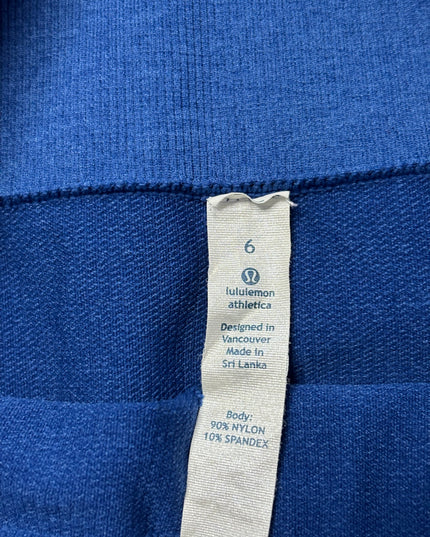 6
lululemon
athletica
Designed in
Vancouver
Made in
Sri Lanka
Body:
90% NYLON
10% SPANDEX